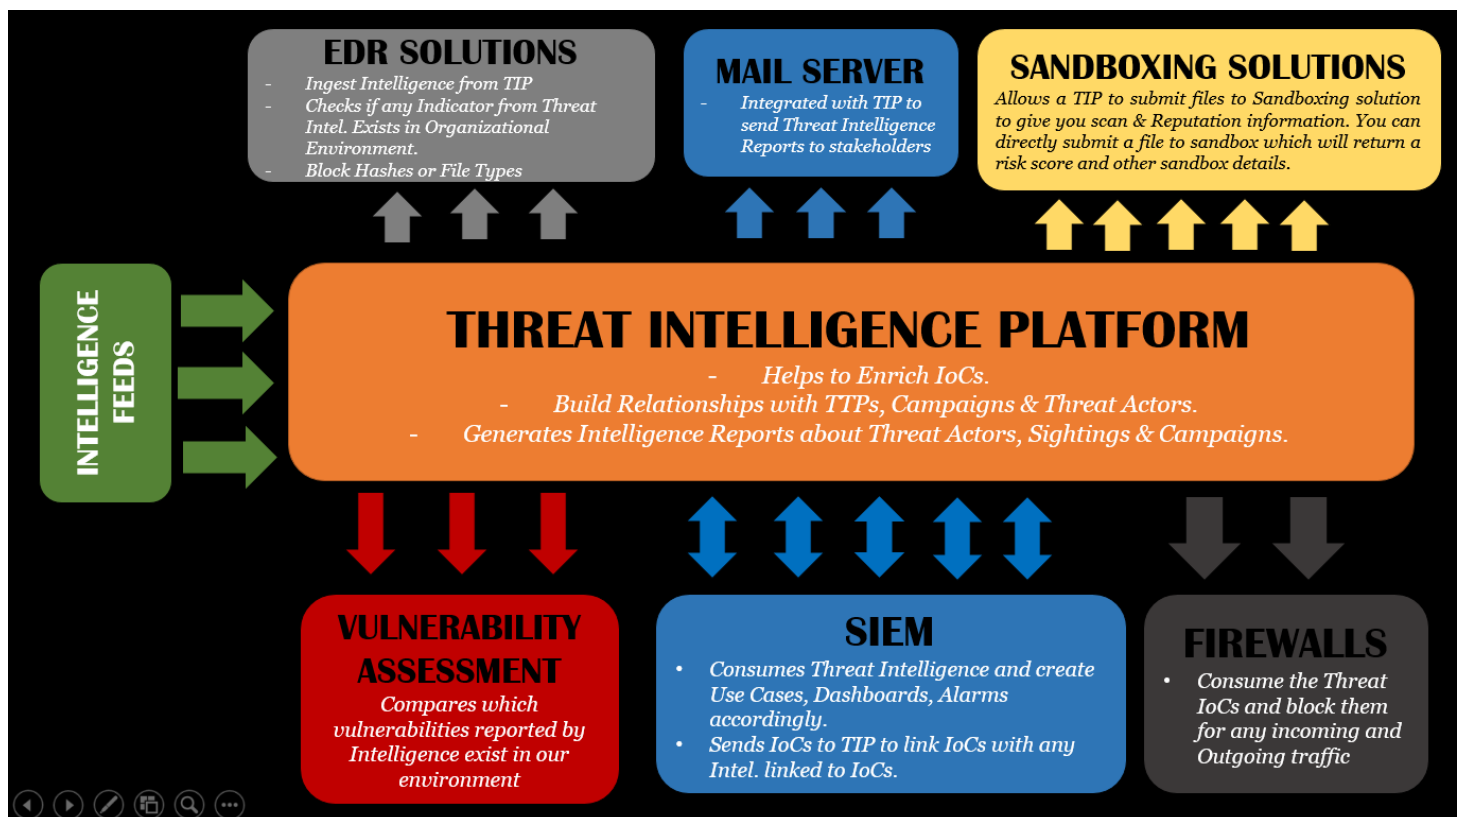 EDR SOLUTIONS
- Ingest Intelligence from TIP
- Checks if any Indicator from Threat
Intel. Exists in Organizational
Environment.
- Block Hashes or File Types
MAIL SERVER
- Integrated with TIP to
send Threat Intelligence
Reports to stakeholders
SANDBOXING SOLUTIONS
Allows a TIP to submit files to Sandboxing solution
to give you scan & Reputation information. You can
directly submit a file to sandbox which will return a
risk score and other sandbox details.
INTELLIGENCE
FEEDS
THREAT INTELLIGENCE PLATFORM
- Helps to Enrich IoCs.
- Build Relationships with TTPs, Campaigns & Threat Actors.
- Generates Intelligence Reports about Threat Actors, Sightings & Campaigns.
VULNERABILITY
ASSESSMENT
Compares which
vulnerabilities reported by
Intelligence exist in our
environment
SIEM
• Consumes Threat Intelligence and create
Use Cases, Dashboards, Alarms
accordingly.
• Sends IoCs to TIP to link IoCs with any
Intel. linked to IoCs.
FIREWALLS
• Consume the Threat
IoCs and block them
for any incoming and
Outgoing traffic